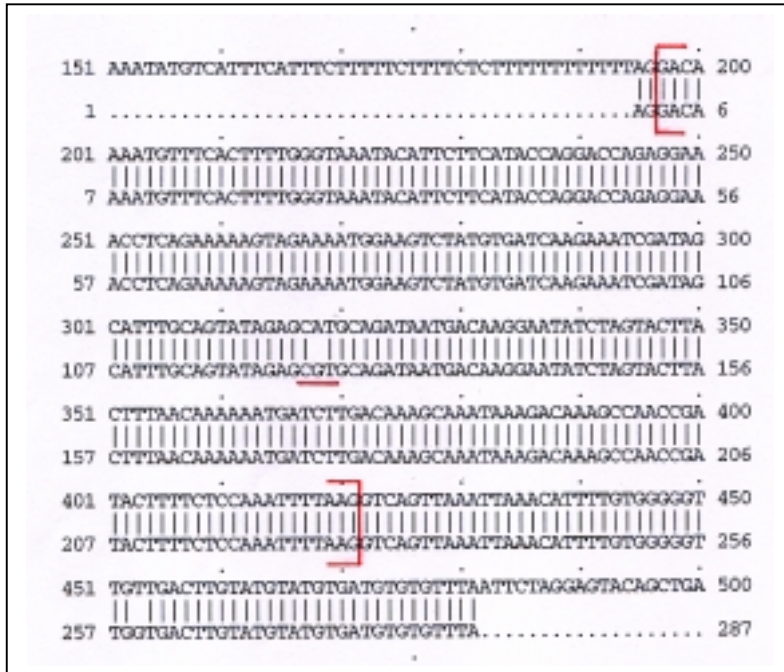 151 AAATATGTCATTTCATTTCTTTTTCTTTTCTCTTTTTTTTTTTTAGGACA 200
1 ............................................AGGACA 6
201 AAATGTTTCACTTTTGGGTAAATACATTCTTCATACCAGGACCAGAGGAA 250
7 AAATGTTTCACTTTTGGGTAAATACATTCTTCATACCAGGACCAGAGGAA 56
251 ACCTCAGAAAAAGTAGAAAATGGAAGTCTATGTGATCAAGAAATCGATAG 300
57 ACCTCAGAAAAAGTAGAAAATGGAAGTCTATGTGATCAAGAAATCGATAG 106
301 CATTTGCAGTATAGAGCATGCAGATAATGACAAGGAATATCTAGTACTTA 350
107 CATTTGCAGTATAGAGCGTGCAGATAATGACAAGGAATATCTAGTACTTA 156
351 CTTTAACAAAAAATGATCTTGACAAAGCAAATAAAGACAAAGCCAACCGA 400
157 CTTTAACAAAAAATGATCTTGACAAAGCAAATAAAGACAAAGCCAACCGA 206
401 TACTTTTCTCCAAATTTTAAGGTCAGTTAAATTAAACATTTTGTGGGGGT 450
207 TACTTTTCTCCAAATTTTAAGGTCAGTTAAATTAAACATTTTGTGGGGGT 256
451 TGTTGACTTGTATGTATGTGATGTGTGTTTAATTCTAGGAGTACAGCTGA 500
257 TGGTGACTTGTATGTATGTGATGTGTGTTTA................... 287